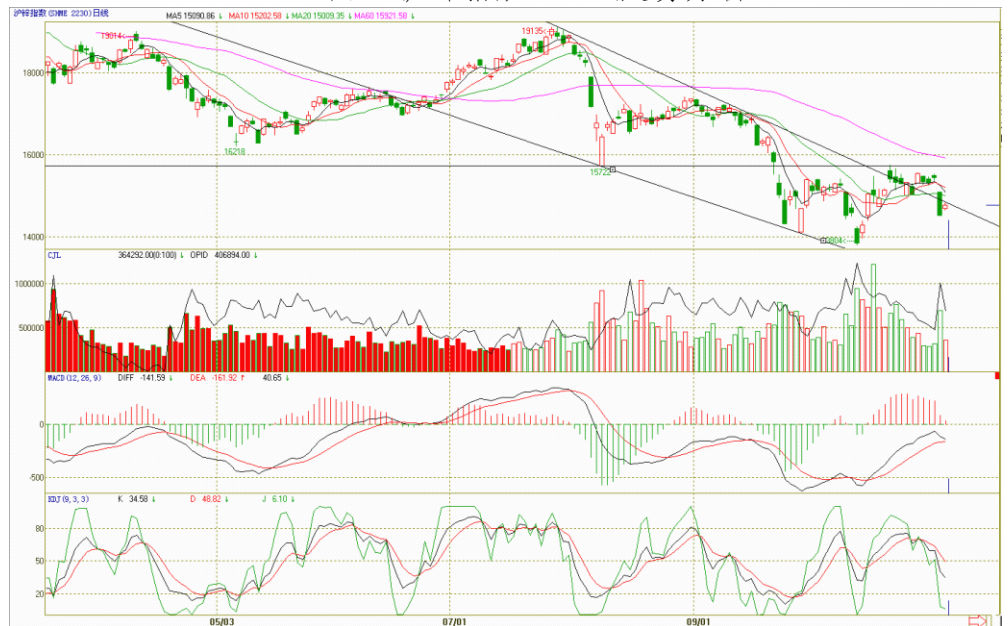 沪锌指数(SHME 2230)日线 MA5 15090.86 ↓ MA10 15202.58 ↓ MA20 15009.35 ↓ MA60 15921.58 ↓
19135
18000
16218
16000
15722
14000
CJL 364292.00(0:100) ↓ OPID 406894.00 ↓
1000000
500000
MACD(12,26,9) DIFF -141.59 ↓ DEA -161.92 ↑ 40.65 ↓
0
-500
KDJ(9,3,3) K 34.58 ↓ D 48.82 ↓ J 6.10 ↓
80
50
20
05/03 07/01 09/01